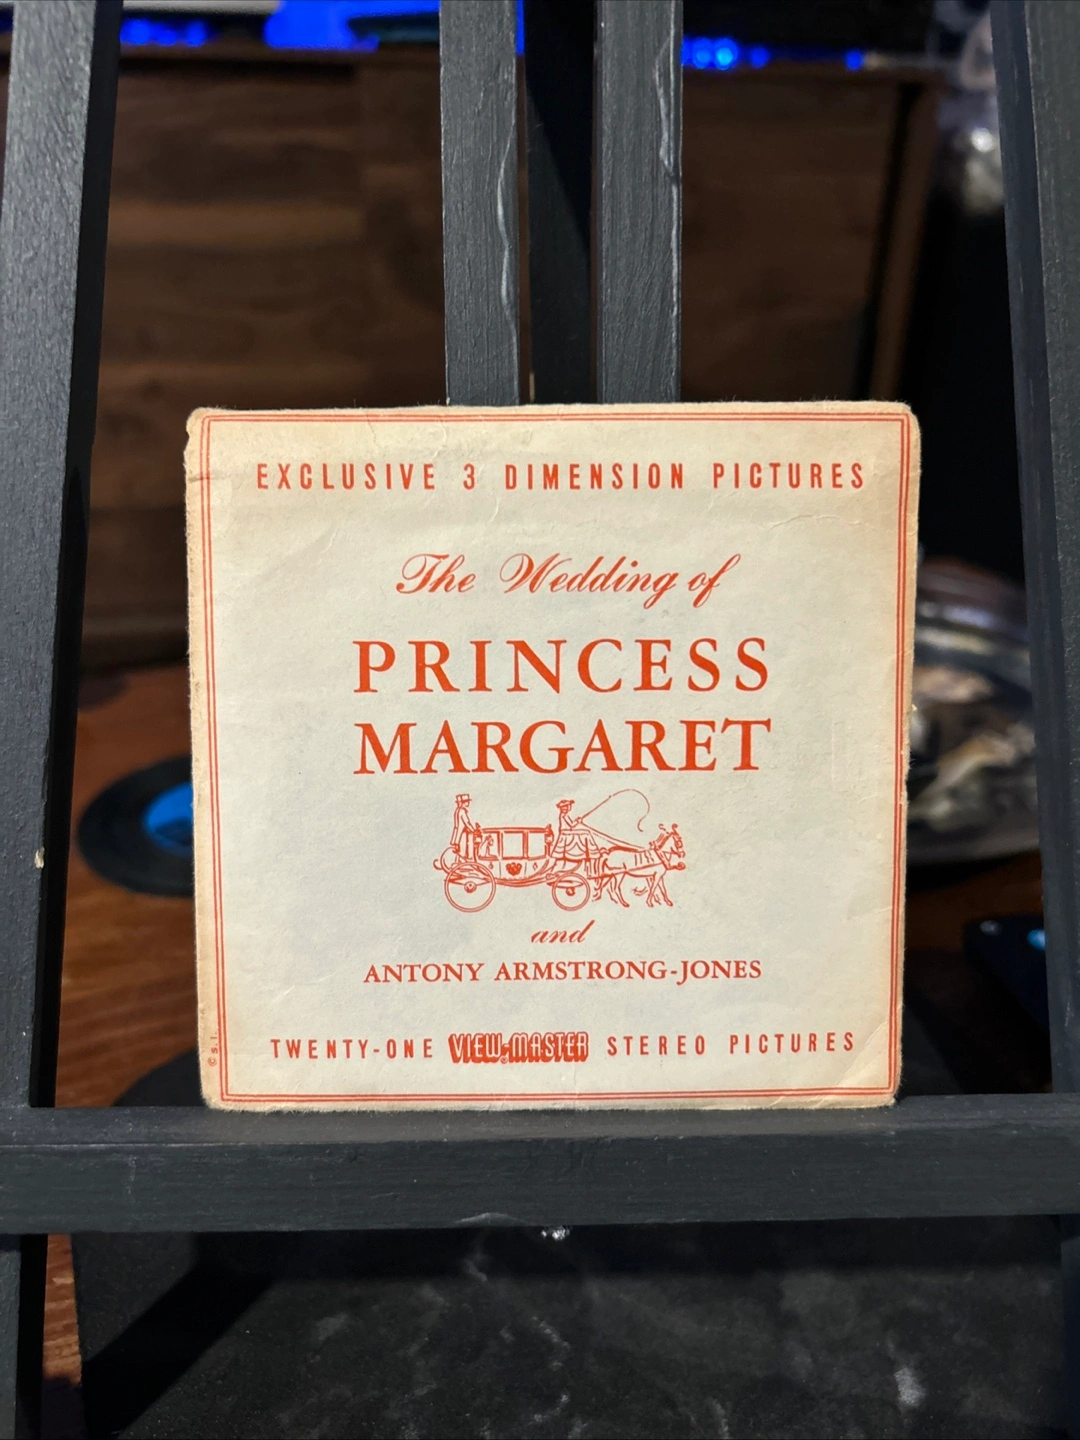 EXCLUSIVE 3 DIMENSION PICTURES
The Wedding of
PRINCESS
MARGARET
and
ANTONY ARMSTRONG-JONES
TWENTY-ONE VIEW-MASTER STEREO PICTURES
© S.I.